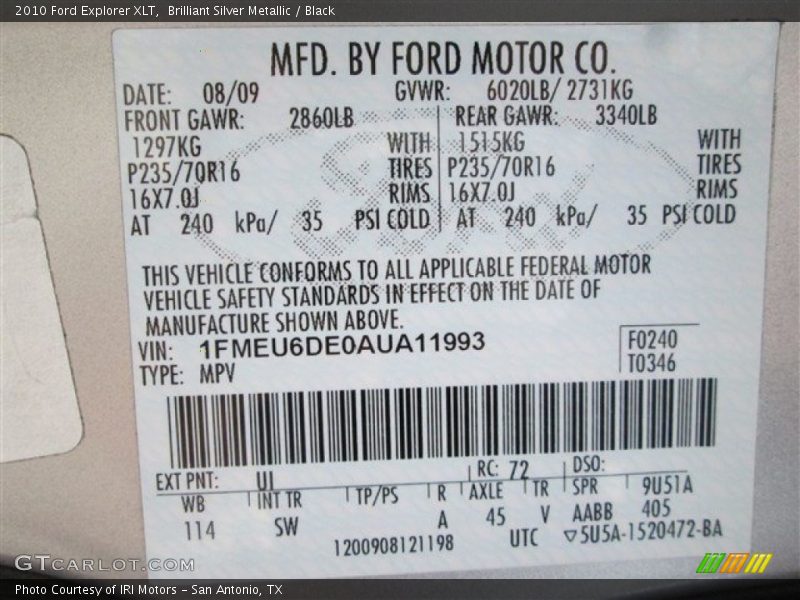 2010 Ford Explorer XLT,  Brilliant Silver Metallic / Black
MFD. BY FORD MOTOR CO.
DATE: 08/09 GVWR: 6020LB/ 2731KG
FRONT GAWR: 2860LB REAR GAWR: 3340LB
1297KG WITH 1515KG WITH
P235/70R16 TIRES P235/70R16 TIRES
16X7.0J RIMS 16X7.0J RIMS
AT 240 kPa/ 35 PSI COLD AT 240 kPa/ 35 PSI COLD
THIS VEHICLE CONFORMS TO ALL APPLICABLE FEDERAL MOTOR
VEHICLE SAFETY STANDARDS IN EFFECT ON THE DATE OF
MANUFACTURE SHOWN ABOVE.
VIN: 1FMEU6DE0AUA11993 F0240
TYPE: MPV T0346
EXT PNT: UI RC: 72 DSO:
WB INT TR TP/PS R AXLE TR SPR 9U51A
114 SW A 45 V AABB 405
1200908121198 UTC ▽5U5A-1520472-BA
GTCarLot.com
Photo Courtesy of IRI Motors – San Antonio, TX